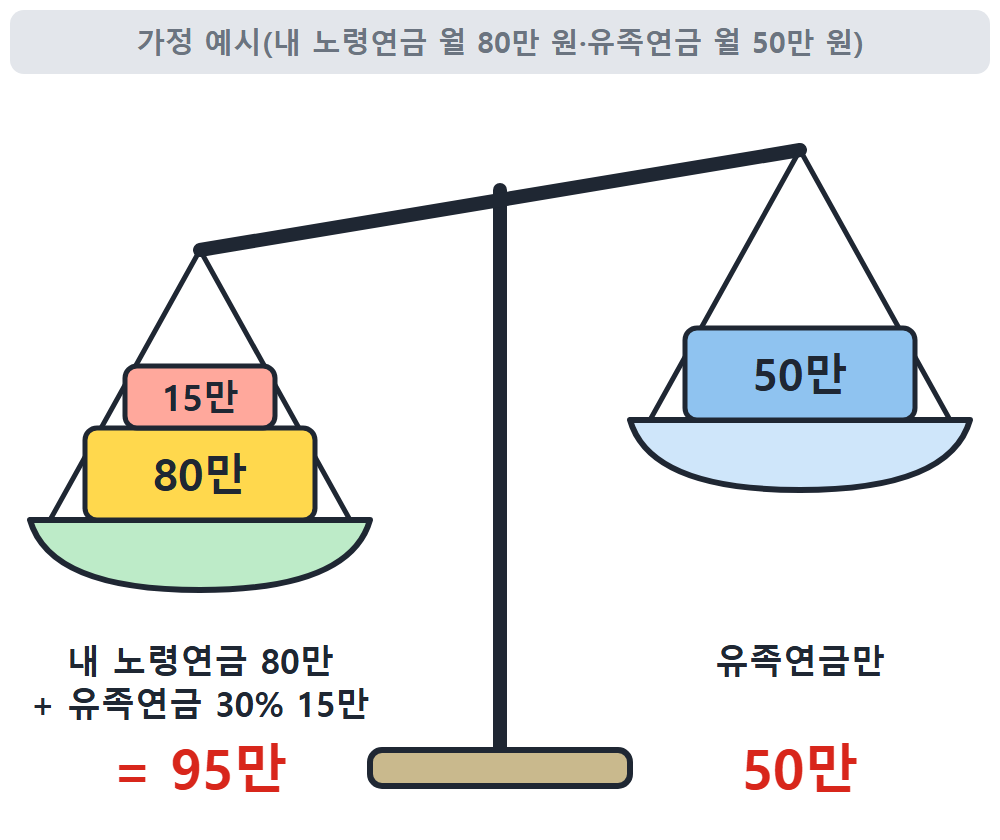 가정 예시(내 노령연금 월 80만 원·유족연금 월 50만 원)
15만
80만
50만
내 노령연금 80만
+ 유족연금 30% 15만
= 95만
유족연금만
50만